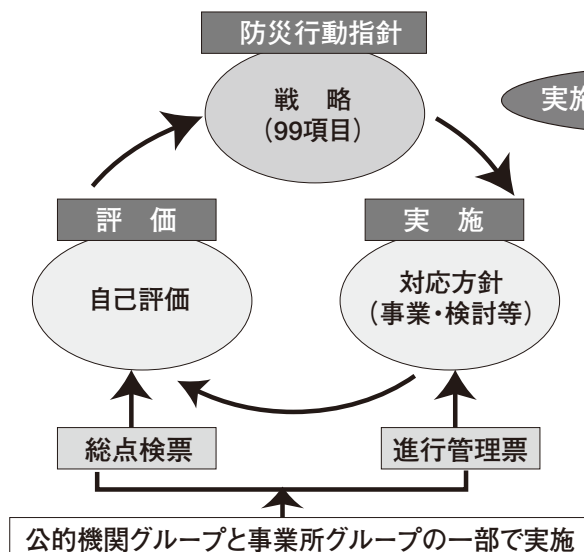 防災行動指針
戦 略
(99項目)
実施
評 価
自己評価
実 施
対応方針
(事業・検討等)
総点検票
進行管理票
公的機関グループと事業所グループの一部で実施